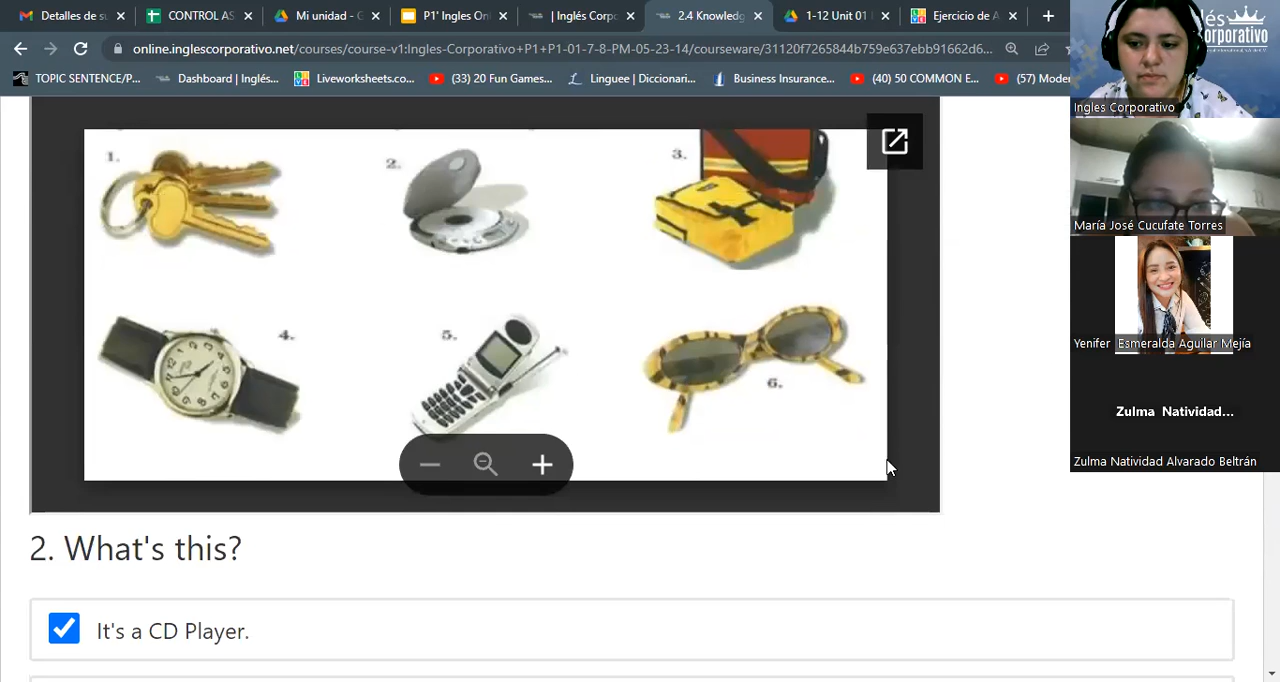 Detalles de su
CONTROL AS
Mi unidad - G
P1' Ingles Onl
| Inglés Corpo
2.4 Knowledg
1-12 Unit 01
Ejercicio de A
online.inglescorporativo.net/courses/course-v1:Ingles-Corporativo+P1+P1-01-7-8-PM-05-23-14/courseware/31120f7265844b759e637ebb91662d6...
TOPIC SENTENCE/P...
Dashboard | Inglés...
Liveworksheets.co...
(33) 20 Fun Games...
Linguee | Diccionari...
Business Insurance...
(40) 50 COMMON E...
(57) Mode
Ingles Corporativo
María José Cucufate Torres
Yenifer Esmeralda Aguilar Mejía
Zulma Natividad...
Zulma Natividad Alvarado Beltrán
1.
2.
3.
4.
5.
6.
2. What's this?
It's a CD Player.